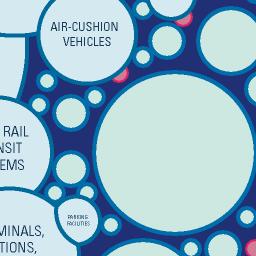 AIR-CUSHION
VEHICLES
RAIL
NSIT
EMS
PARKING
FACILITIES
MINALS,
TIONS,